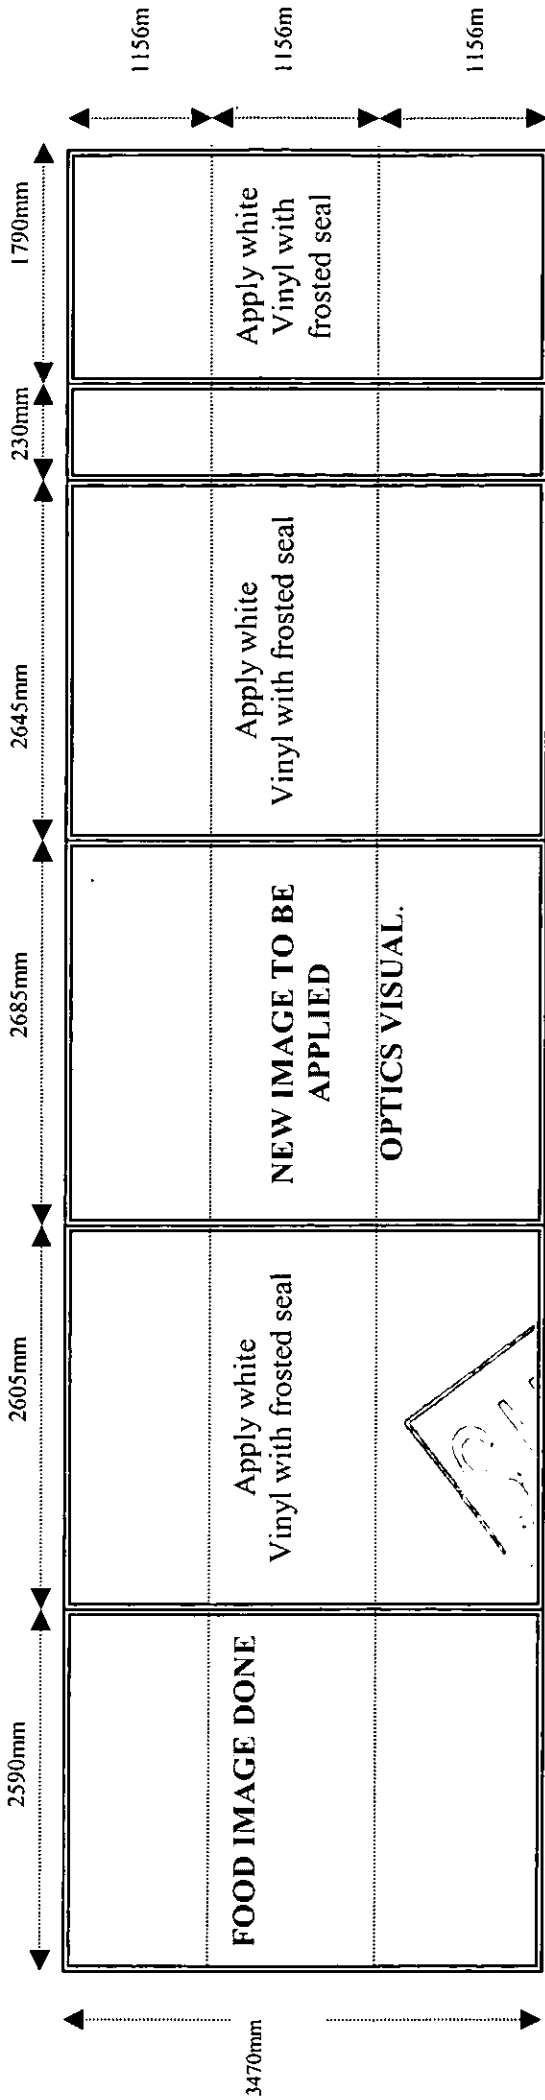 2590mm
2605mm
2685mm
2645mm
230mm
1790mm
3470mm
FOOD IMAGE DONE
Apply white
Vinyl with frosted seal
NEW IMAGE TO BE
APPLIED
OPTICS VISUAL.
Apply white
Vinyl with frosted seal
Apply white
Vinyl with
frosted seal
1156m
1156m
1156m